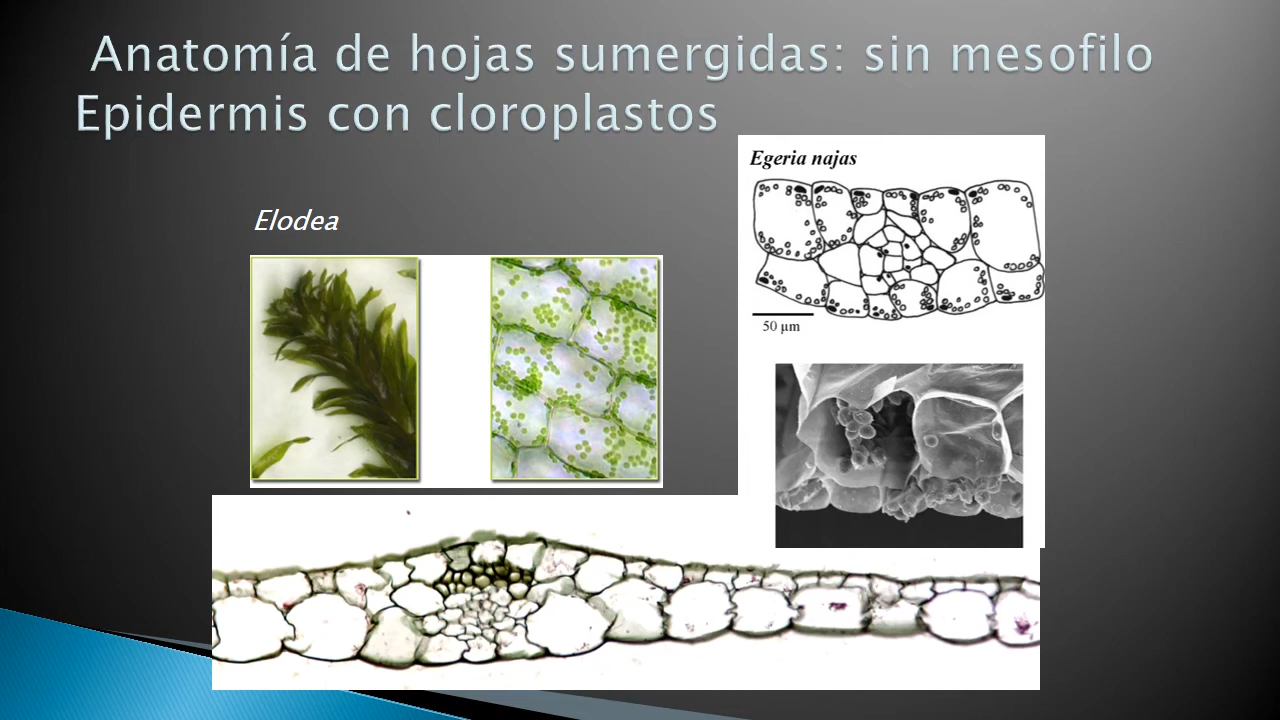 Anatomía de hojas sumergidas: sin mesofilo
Epidermis con cloroplastos
Egeria najas
Elodea
50 µm